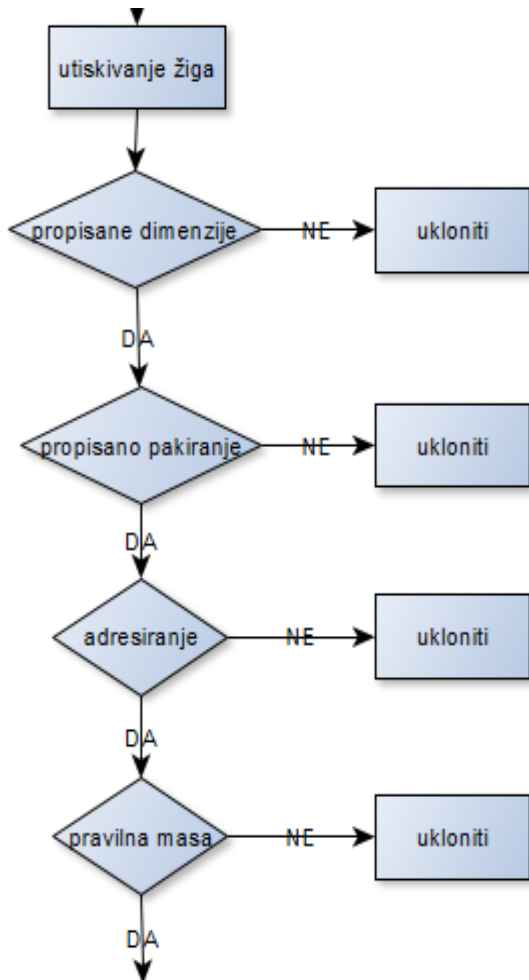 utiskivanje žiga
propisane dimenzije
NE
ukloniti
DA
propisano pakiranje
NE
ukloniti
DA
adresiranje
NE
ukloniti
DA
pravilna masa
NE
ukloniti
DA